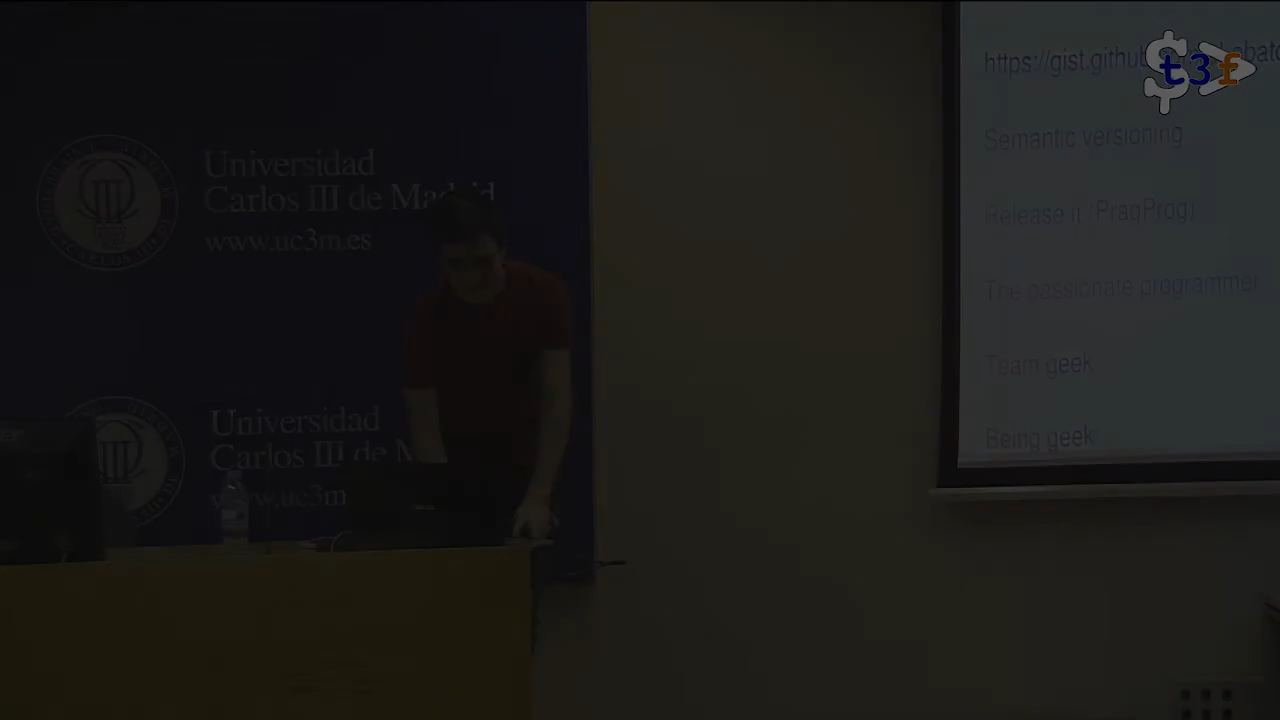 Universidad
Carlos III de Madrid
www.uc3m.es
Universidad
Carlos III de M
www.uc3m
https://gist.github
Semantic versioning
Release it (PragProg)
The passionate programmer
Team geek
Being geek
t3f